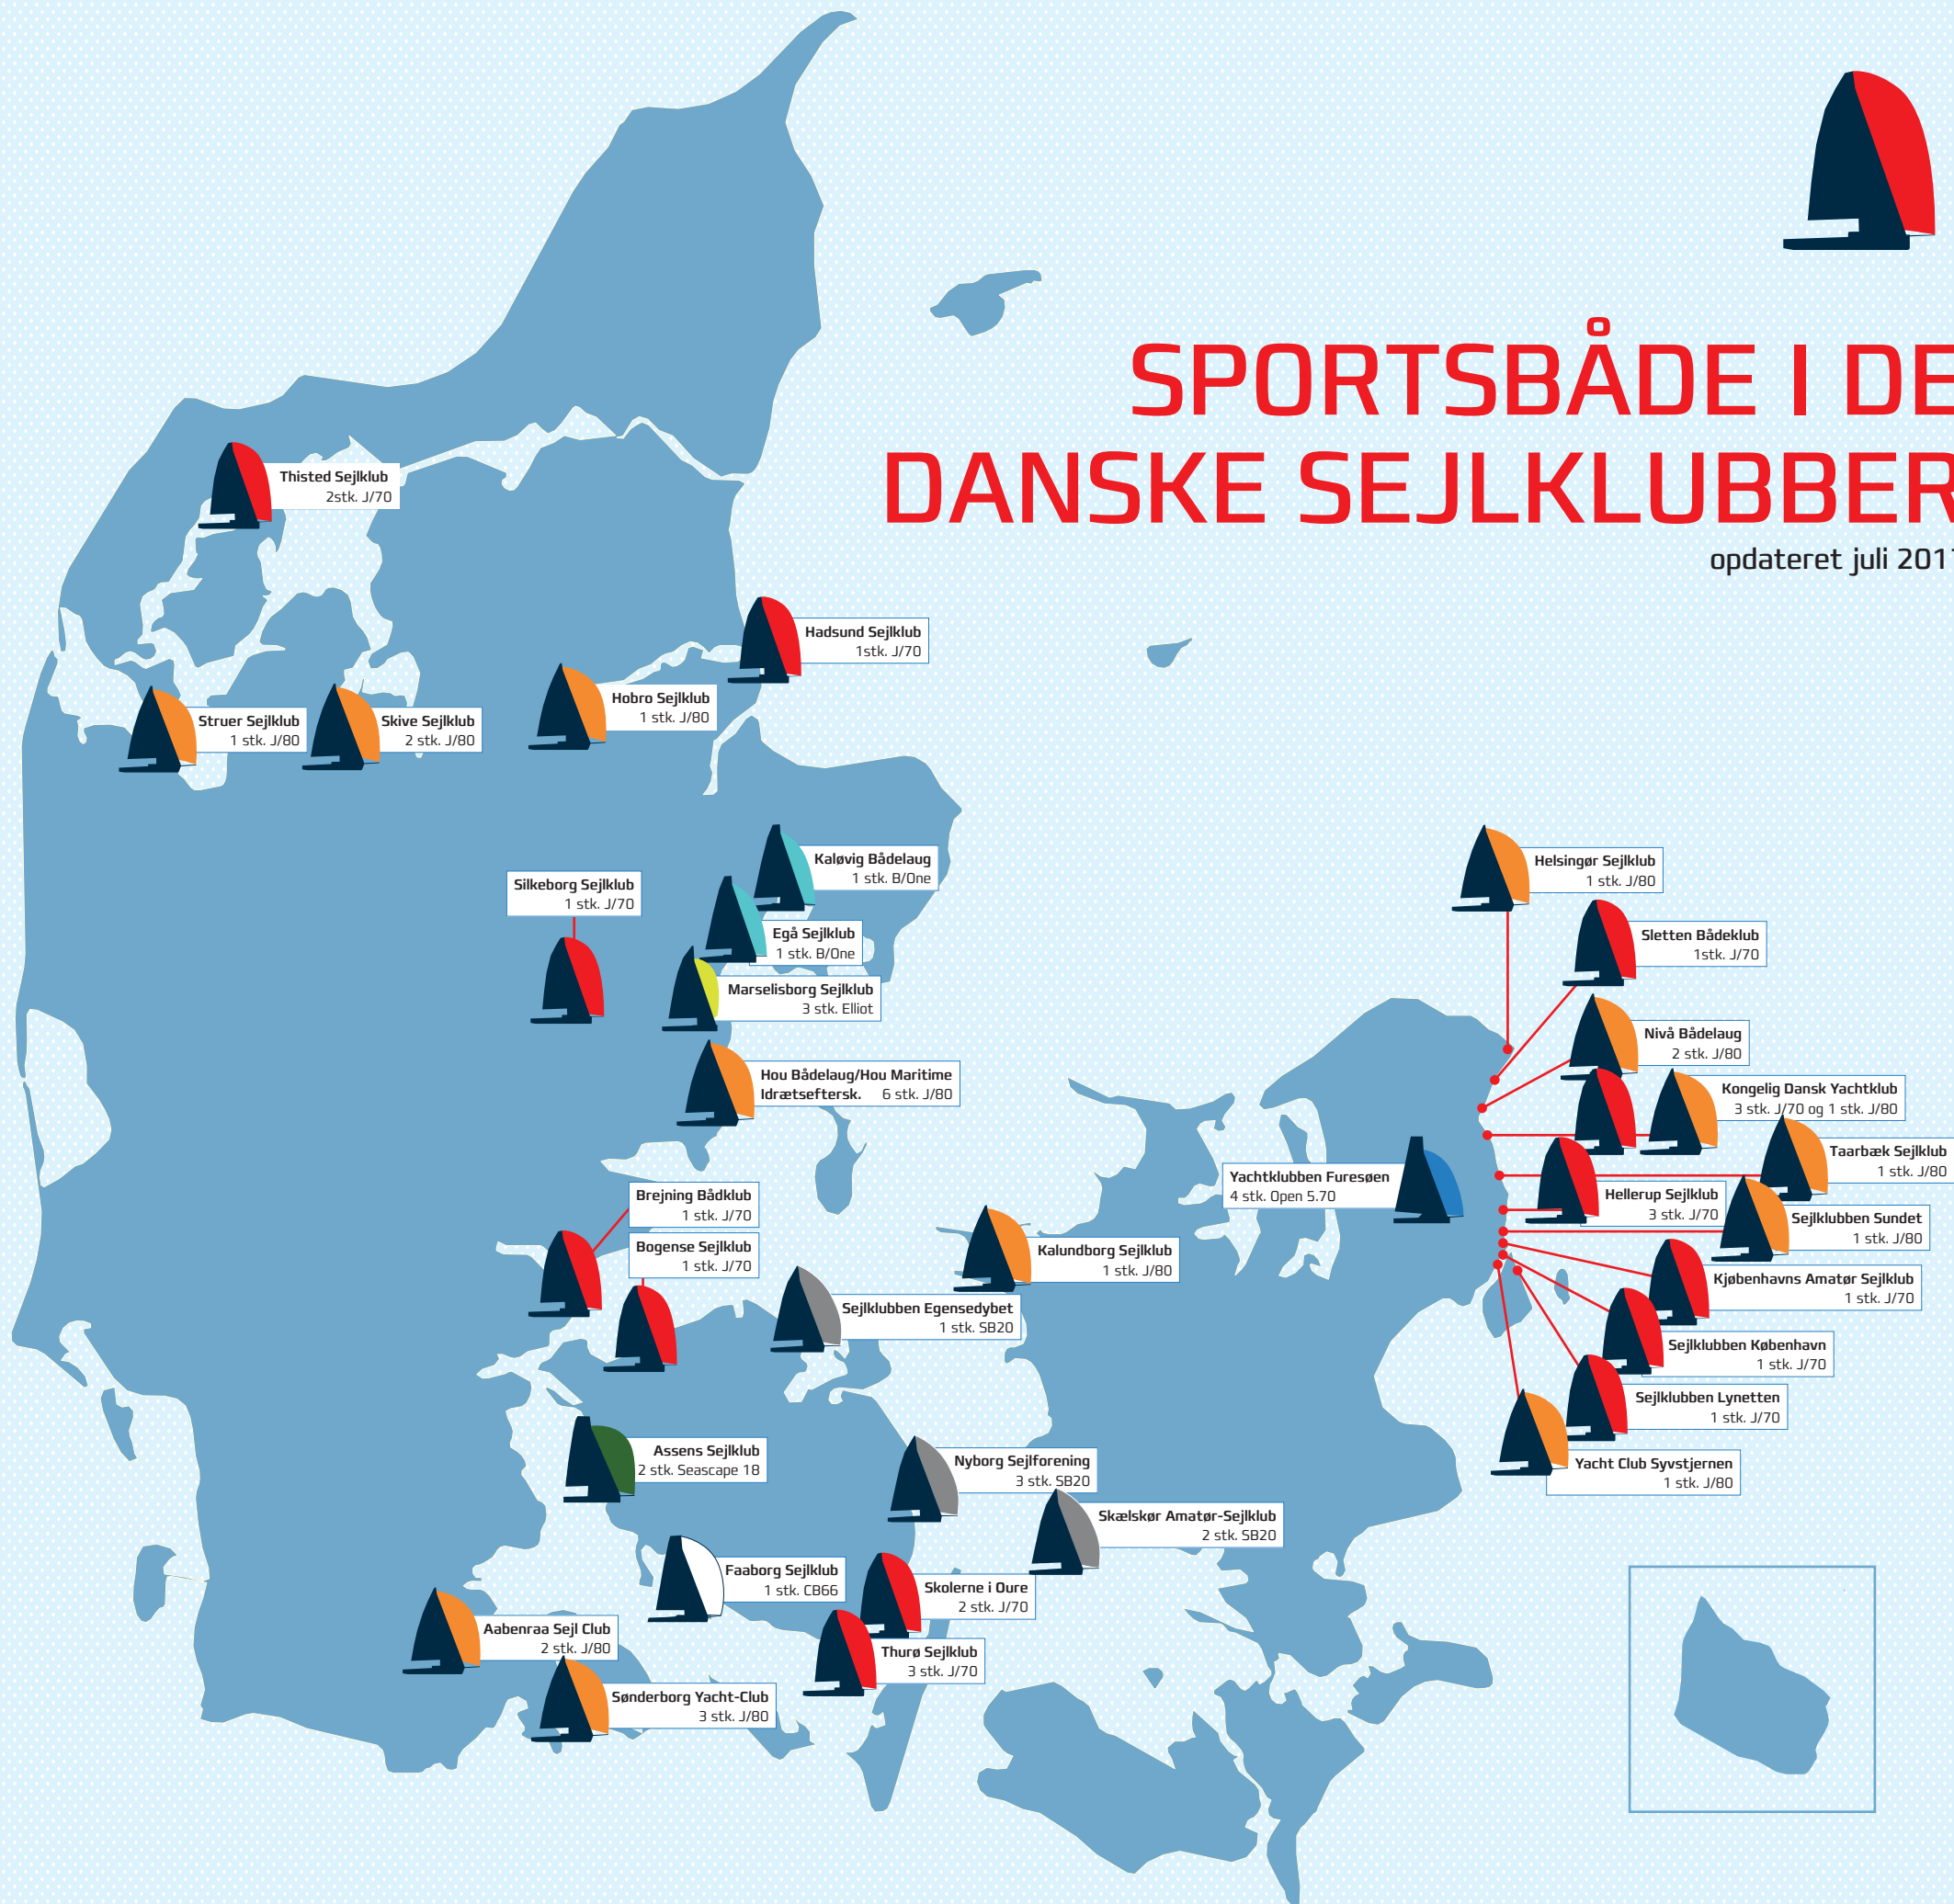 SPORTSBÅDE I DE
DANSKE SEJLKLUBBER
opdateret juli 201
Thisted Sejlklub
2stk. J/70
Hadsund Sejlklub
1stk. J/70
Hobro Sejlklub
1 stk. J/80
Struer Sejlklub
1 stk. J/80
Skive Sejlklub
2 stk. J/80
Kaløvig Bådelaug
1 stk. B/One
Silkeborg Sejlklub
1 stk. J/70
Egå Sejlklub
1 stk. B/One
Marselisborg Sejlklub
3 stk. Elliot
Hou Bådelaug/Hou Maritime
Idrætseftersk. 6 stk. J/80
Helsingør Sejlklub
1 stk. J/80
Sletten Bådeklub
1stk. J/70
Nivå Bådelaug
2 stk. J/80
Kongelig Dansk Yachtklub
3 stk. J/70 og 1 stk. J/80
Taarbæk Sejlklub
1 stk. J/80
Yachtklubben Furesøen
4 stk. Open 5.70
Hellerup Sejlklub
3 stk. J/70
Sejlklubben Sundet
1 stk. J/80
Brejning Bådklub
1 stk. J/70
Bogense Sejlklub
1 stk. J/70
Kalundborg Sejlklub
1 stk. J/80
Kjøbenhavns Amatør Sejlklub
1 stk. J/70
Sejlklubben Egensedybet
1 stk. SB20
Sejlklubben København
1 stk. J/70
Sejlklubben Lynetten
1 stk. J/70
Yacht Club Syvstjernen
1 stk. J/80
Assens Sejlklub
2 stk. Seascape 18
Nyborg Sejlforening
3 stk. SB20
Skælskør Amatør-Sejlklub
2 stk. SB20
Faaborg Sejlklub
1 stk. CB66
Skolerne i Oure
2 stk. J/70
Aabenraa Sejl Club
2 stk. J/80
Thurø Sejlklub
3 stk. J/70
Sønderborg Yacht-Club
3 stk. J/80